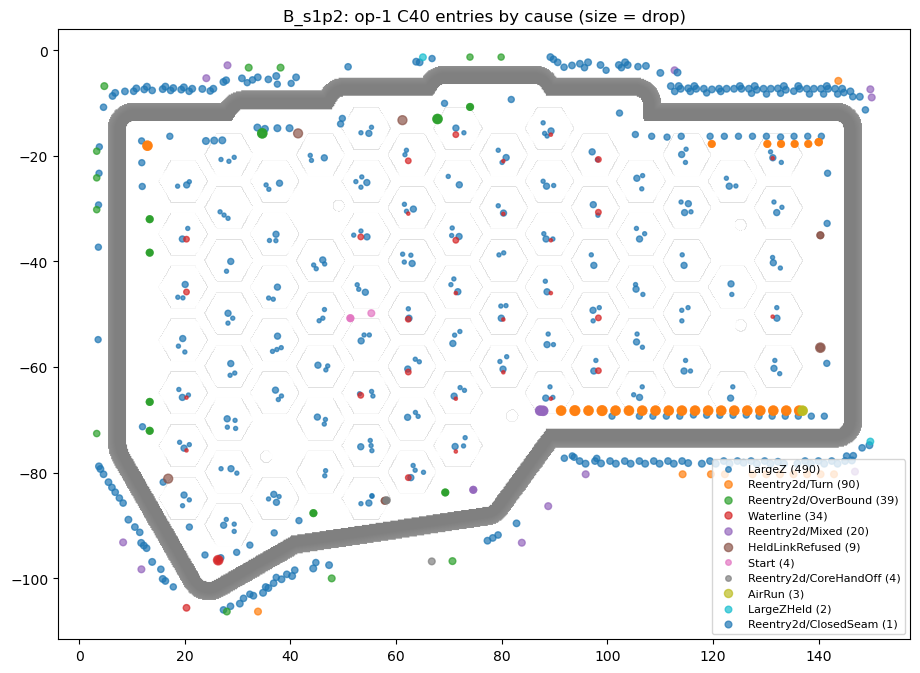 B_s1p2: op-1 C40 entries by cause (size = drop)
0
−20
−40
−60
−80
−100
0 20 40 60 80 100 120 140
LargeZ (490)
Reentry2d/Turn (90)
Reentry2d/OverBound (39)
Waterline (34)
Reentry2d/Mixed (20)
HeldLinkRefused (9)
Start (4)
Reentry2d/CoreHandOff (4)
AirRun (3)
LargeZHeld (2)
Reentry2d/ClosedSeam (1)